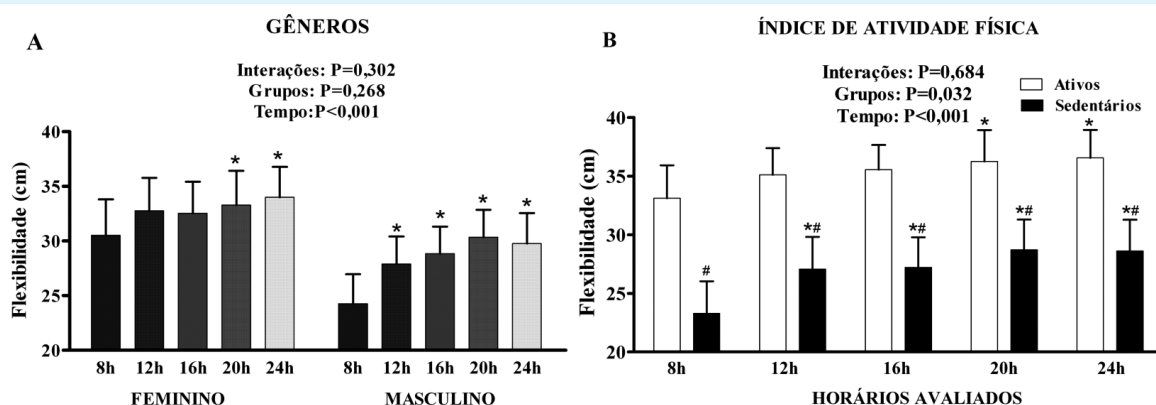 A
GÊNEROS
Interações: P=0,302
Grupos: P=0,268
Tempo:P<0,001
Flexibilidade (cm)
40
35
30
25
20
* *
* * * *
8h 12h 16h 20h 24h 8h 12h 16h 20h 24h
FEMININO MASCULINO
B
ÍNDICE DE ATIVIDADE FÍSICA
Interações: P=0,684
Grupos: P=0,032
Tempo: P<0,001
Ativos
Sedentários
Flexibilidade (cm)
40
35
30
25
20
* *
# *# *# *# *#
8h 12h 16h 20h 24h
HORÁRIOS AVALIADOS